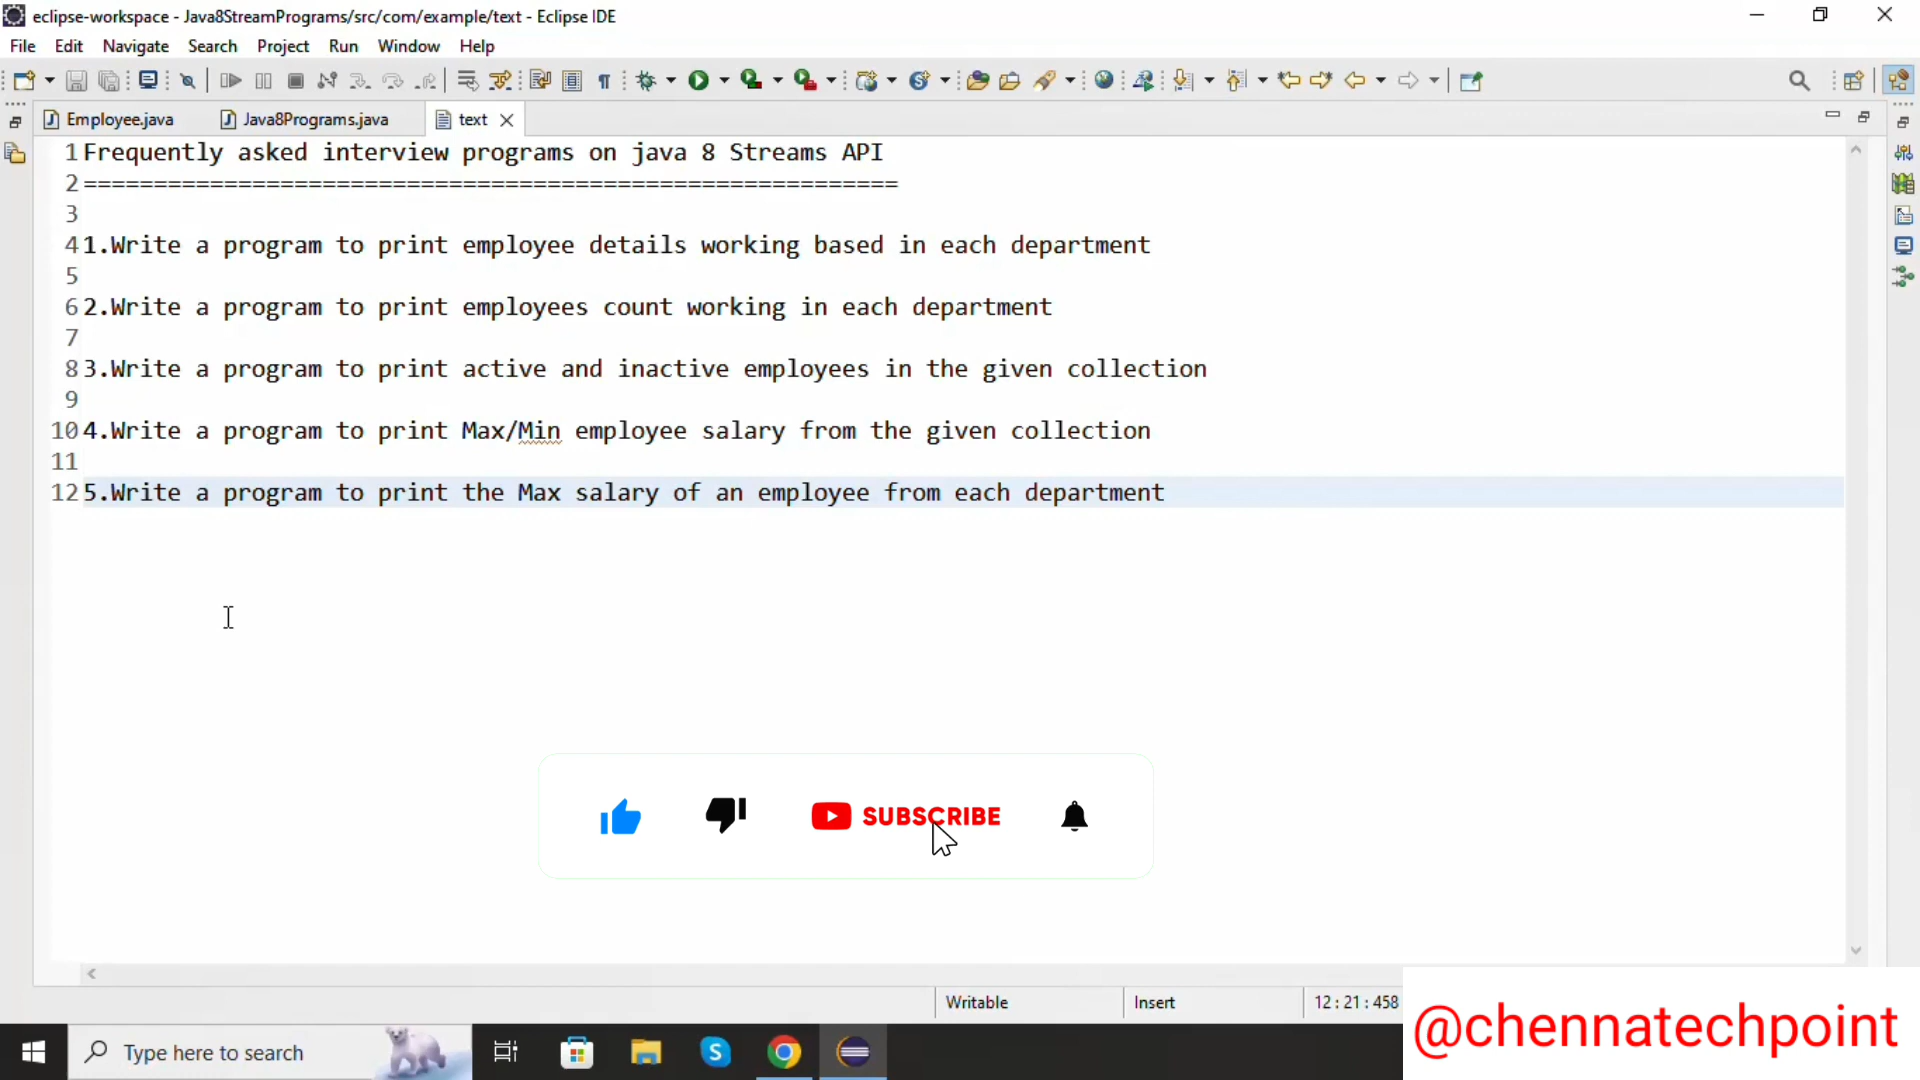 eclipse-workspace - Java8StreamPrograms/src/com/example/text - Eclipse IDE
File Edit Navigate Search Project Run Window Help
Employee.java Java8Programs.java text
1 Frequently asked interview programs on java 8 Streams API
2 ==========================================================
3
4 1.Write a program to print employee details working based in each department
5
6 2.Write a program to print employees count working in each department
7
8 3.Write a program to print active and inactive employees in the given collection
9
10 4.Write a program to print Max/Min employee salary from the given collection
11
12 5.Write a program to print the Max salary of an employee from each department
SUBSCRIBE
Writable Insert 12:21:458
@chennatechpoint
Type here to search